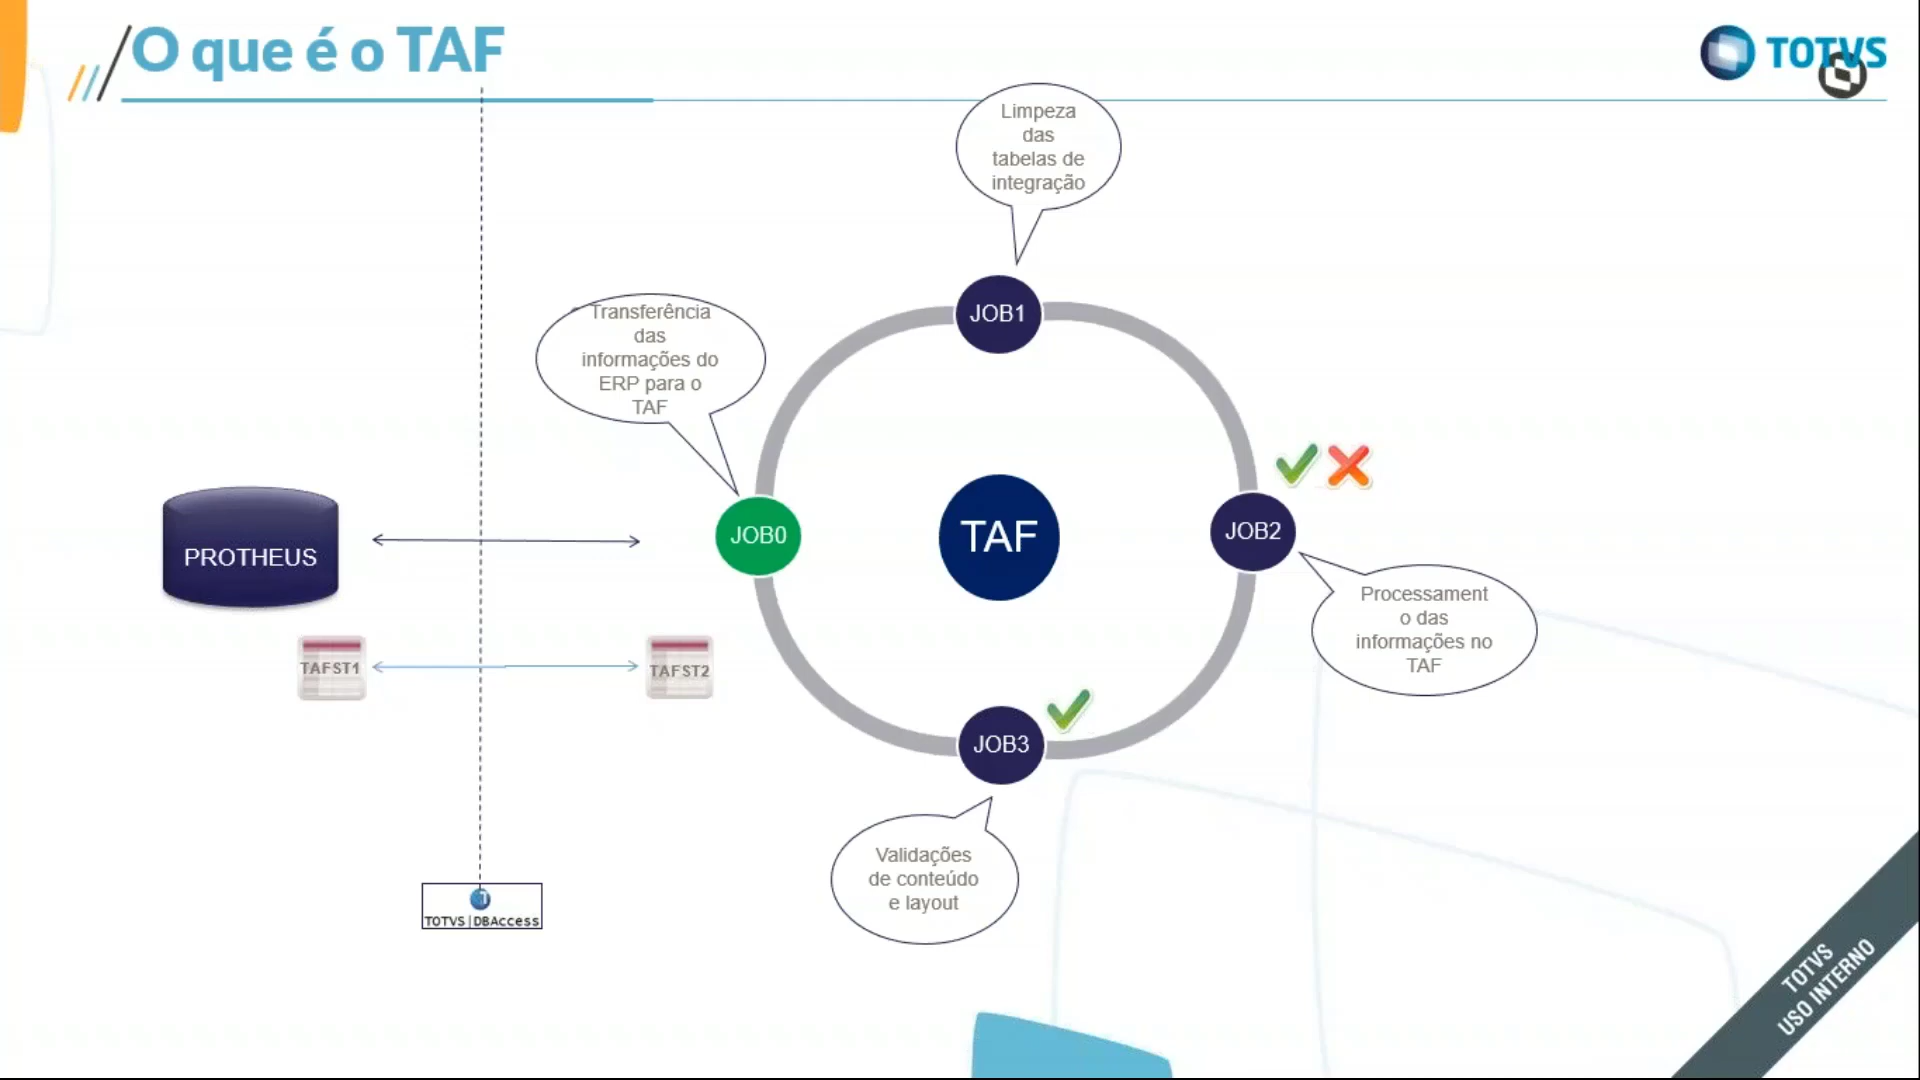 O que é o TAF
TOTVS
Limpeza
das
tabelas de
integração
Transferência
das
informações do
ERP para o
TAF
JOB1
JOB0
TAF
JOB2
JOB3
PROTHEUS
TAFST1
TAFST2
Processament
o das
informações no
TAF
Validações
de conteúdo
e layout
TOTVS|DBAccess
TOTVS
USO INTERNO